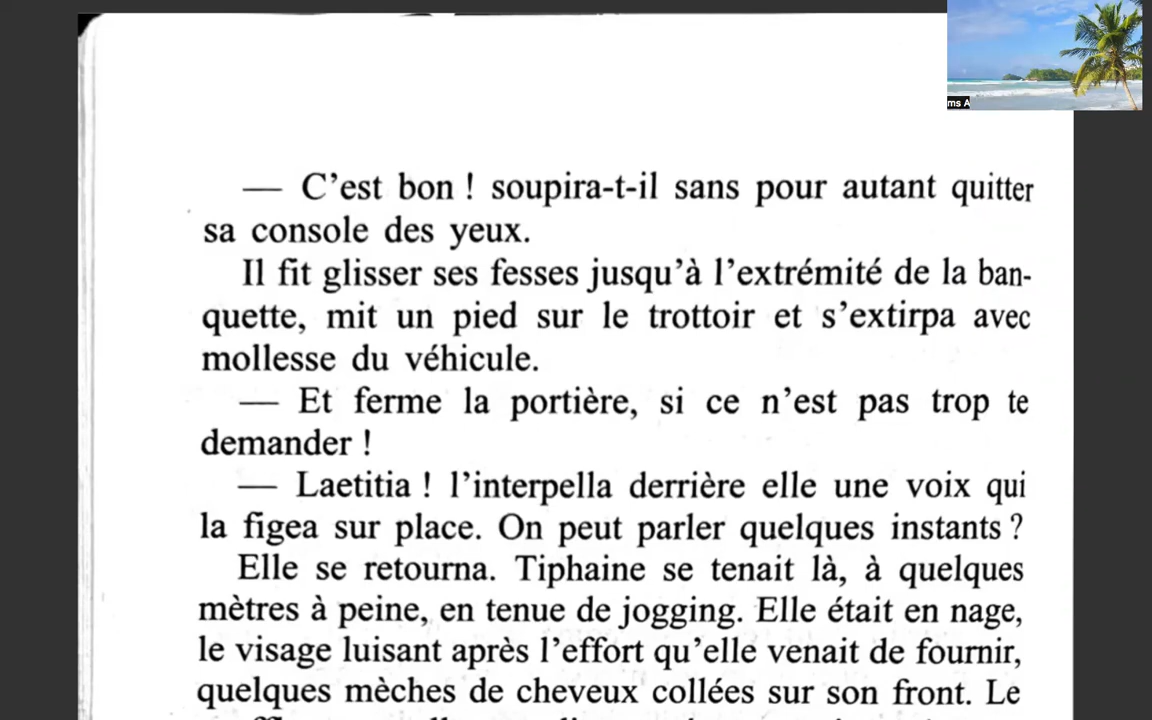 ms A
— C’est bon ! soupira-t-il sans pour autant quitter
sa console des yeux.
Il fit glisser ses fesses jusqu’à l’extrémité de la ban-
quette, mit un pied sur le trottoir et s’extirpa avec
mollesse du véhicule.
— Et ferme la portière, si ce n’est pas trop te
demander !
— Laetitia ! l’interpella derrière elle une voix qui
la figea sur place. On peut parler quelques instants ?
Elle se retourna. Tiphaine se tenait là, à quelques
mètres à peine, en tenue de jogging. Elle était en nage,
le visage luisant après l’effort qu’elle venait de fournir,
quelques mèches de cheveux collées sur son front. Le